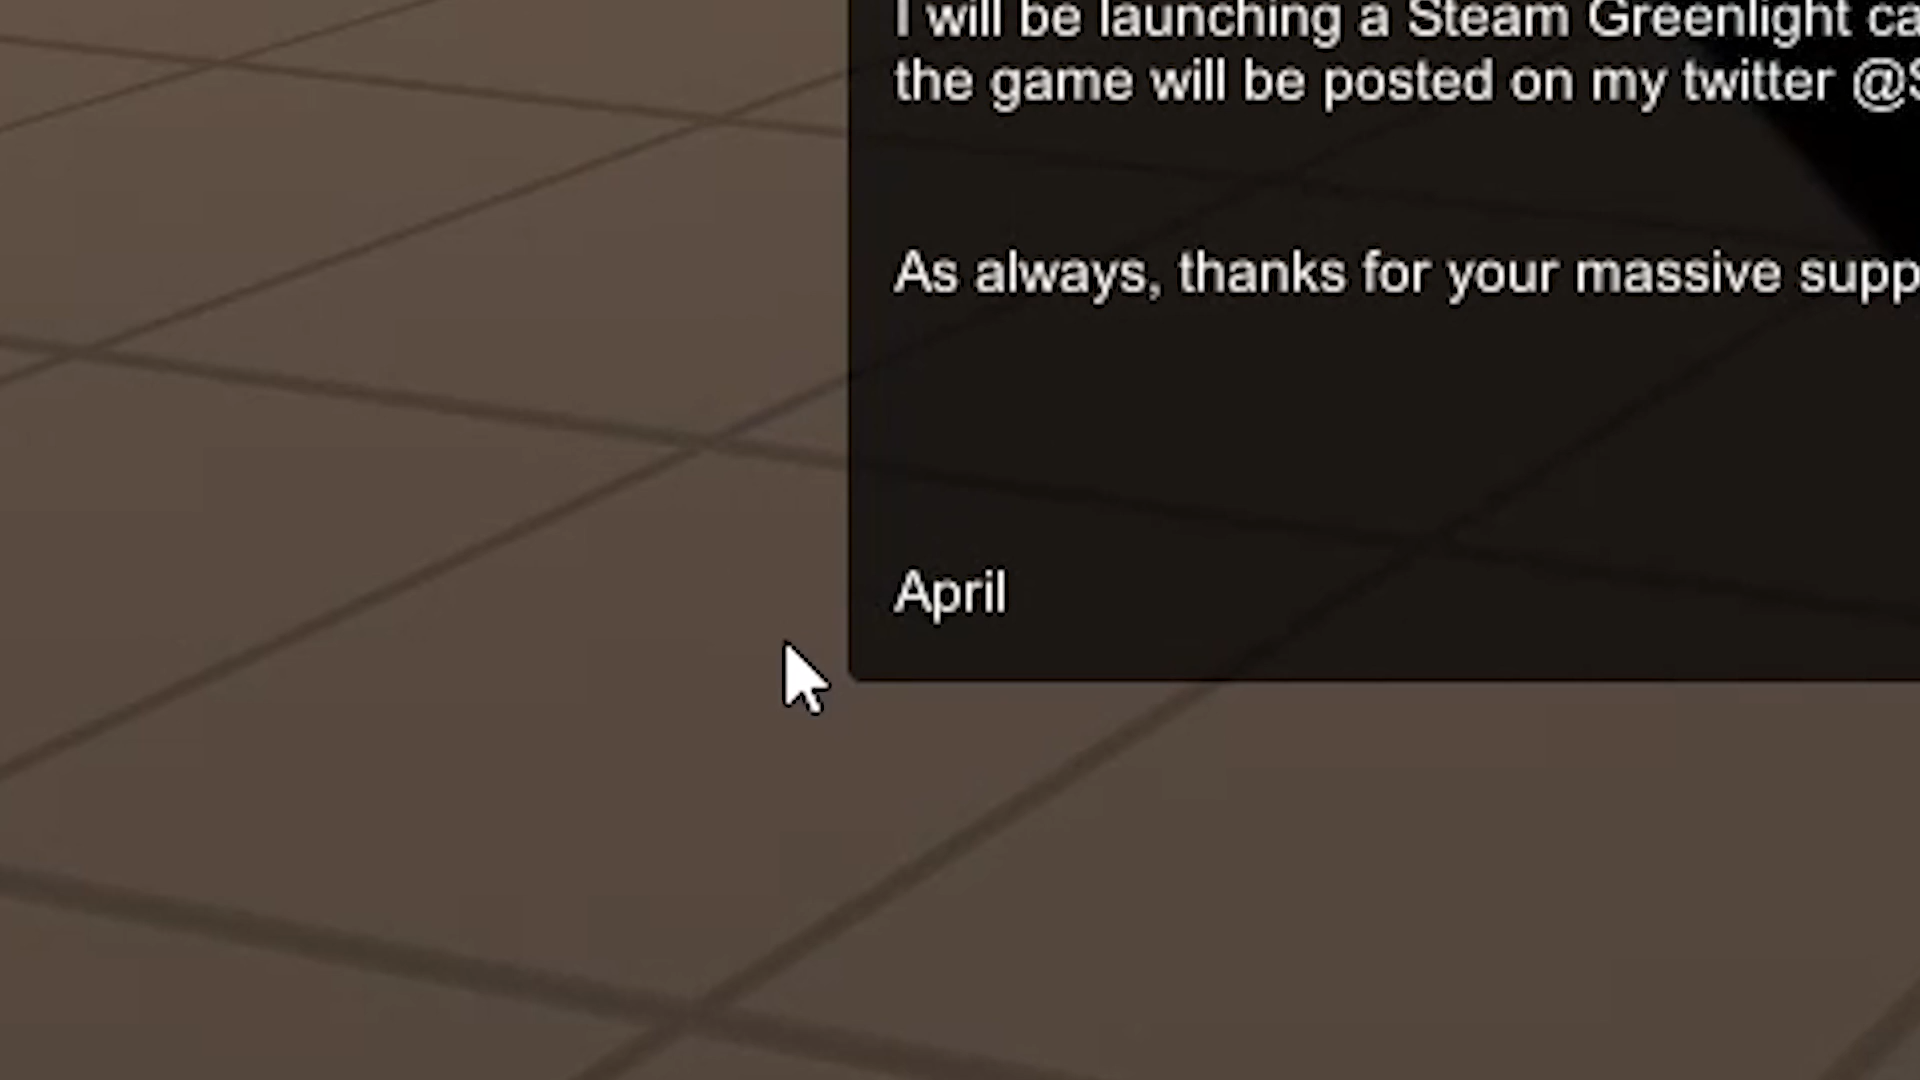 I will be launching a Steam Greenlight
the game will be posted on my twitter
As always, thanks for your massive
April